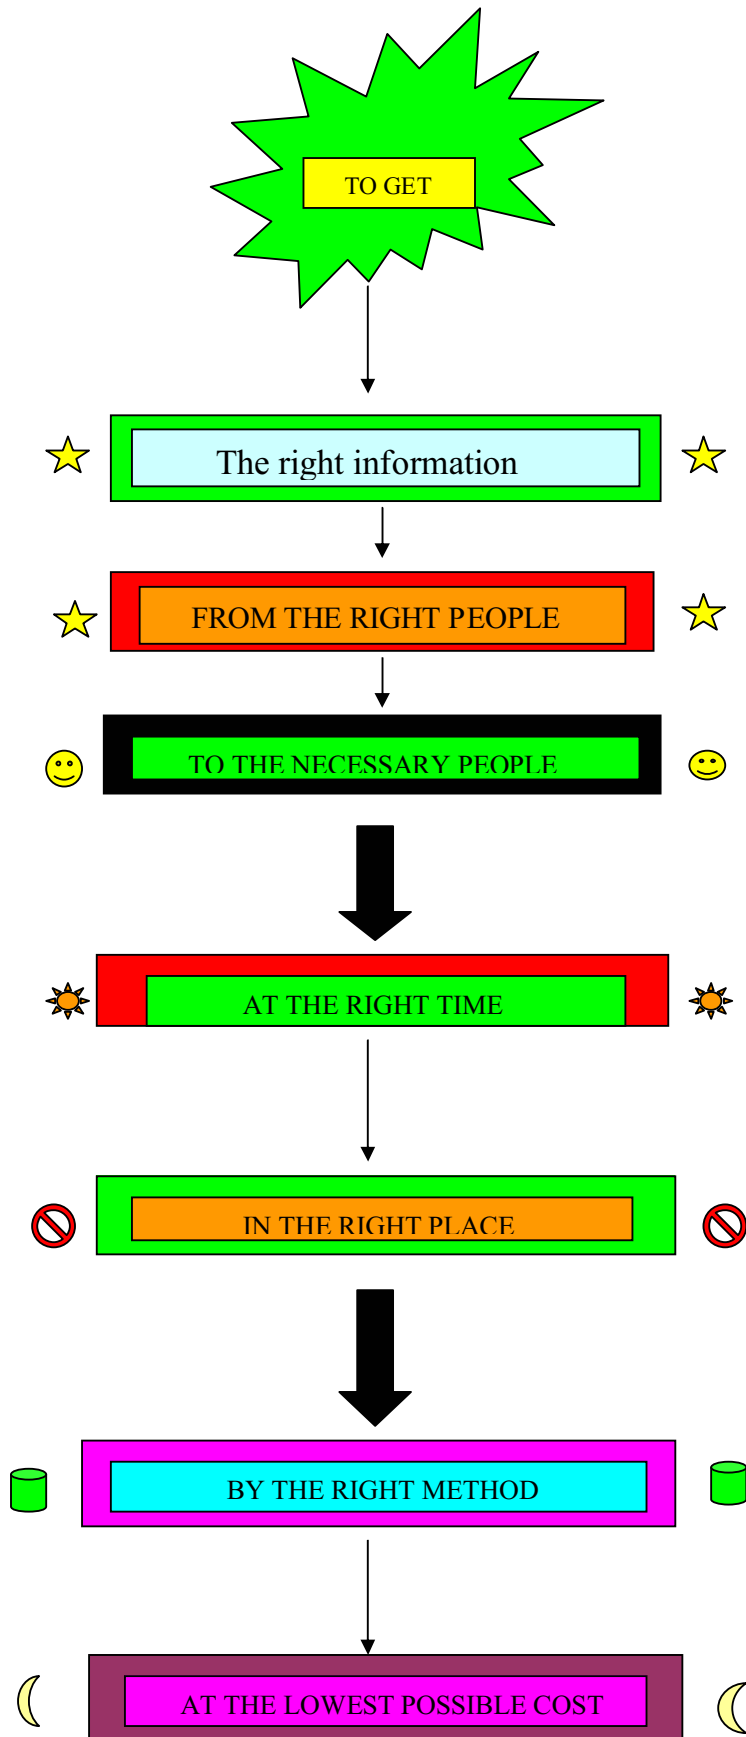 TO GET
The right information
FROM THE RIGHT PEOPLE
TO THE NECESSARY PEOPLE
AT THE RIGHT TIME
IN THE RIGHT PLACE
BY THE RIGHT METHOD
AT THE LOWEST POSSIBLE COST